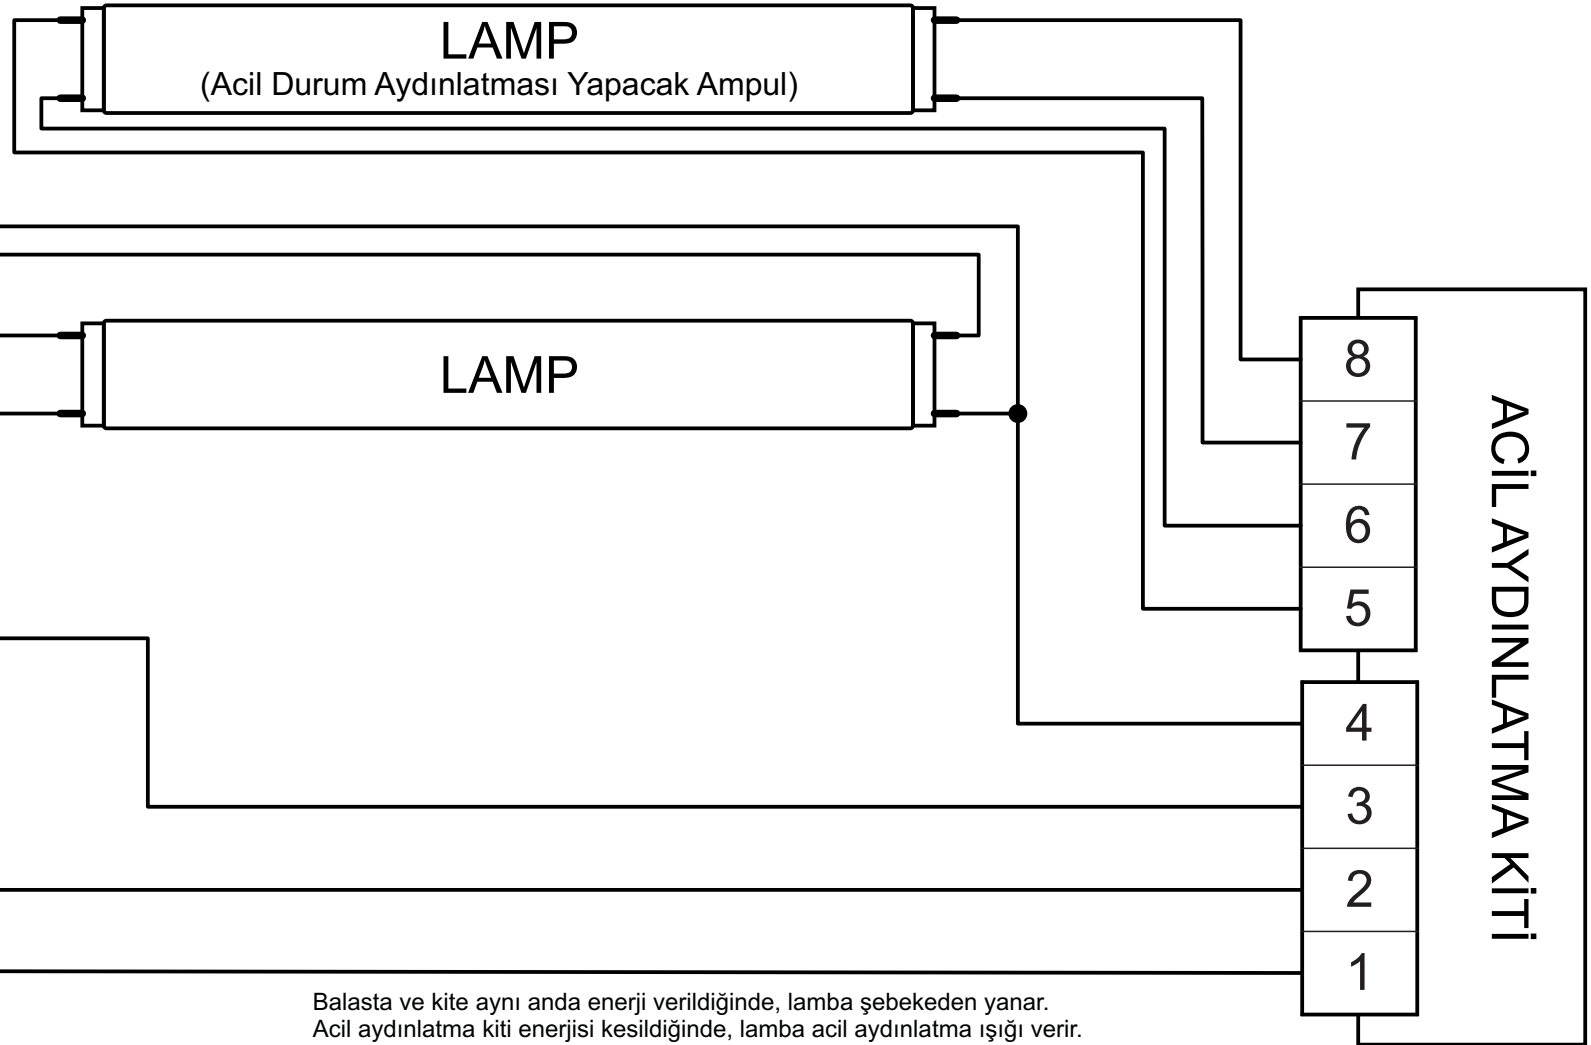 LAMP
(Acil Durum Aydınlatması Yapacak Ampul)
LAMP
8
7
6
5
4
3
2
1
ACİL AYDINLATMA KİTİ
Balasta ve kite aynı anda enerji verildiğinde, lamba şebekeden yanar.
Acil aydınlatma kiti enerjisi kesildiğinde, lamba acil aydınlatma ışığı verir.